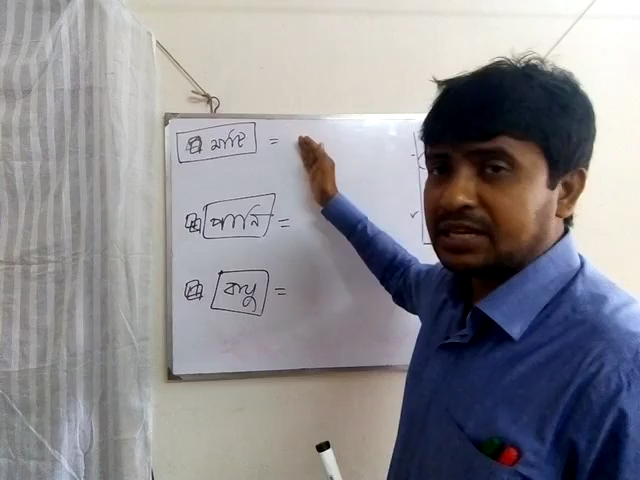 মাটি =
পানি =
বায়ু =